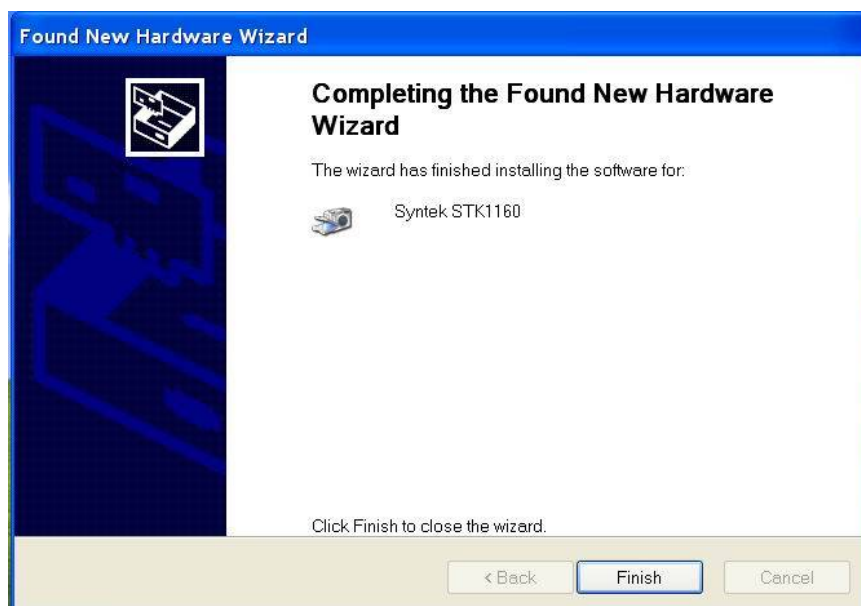 Found New Hardware Wizard
Completing the Found New Hardware
Wizard
The wizard has finished installing the software for:
Syntek STK1160
Click Finish to close the wizard.
< Back
Finish
Cancel